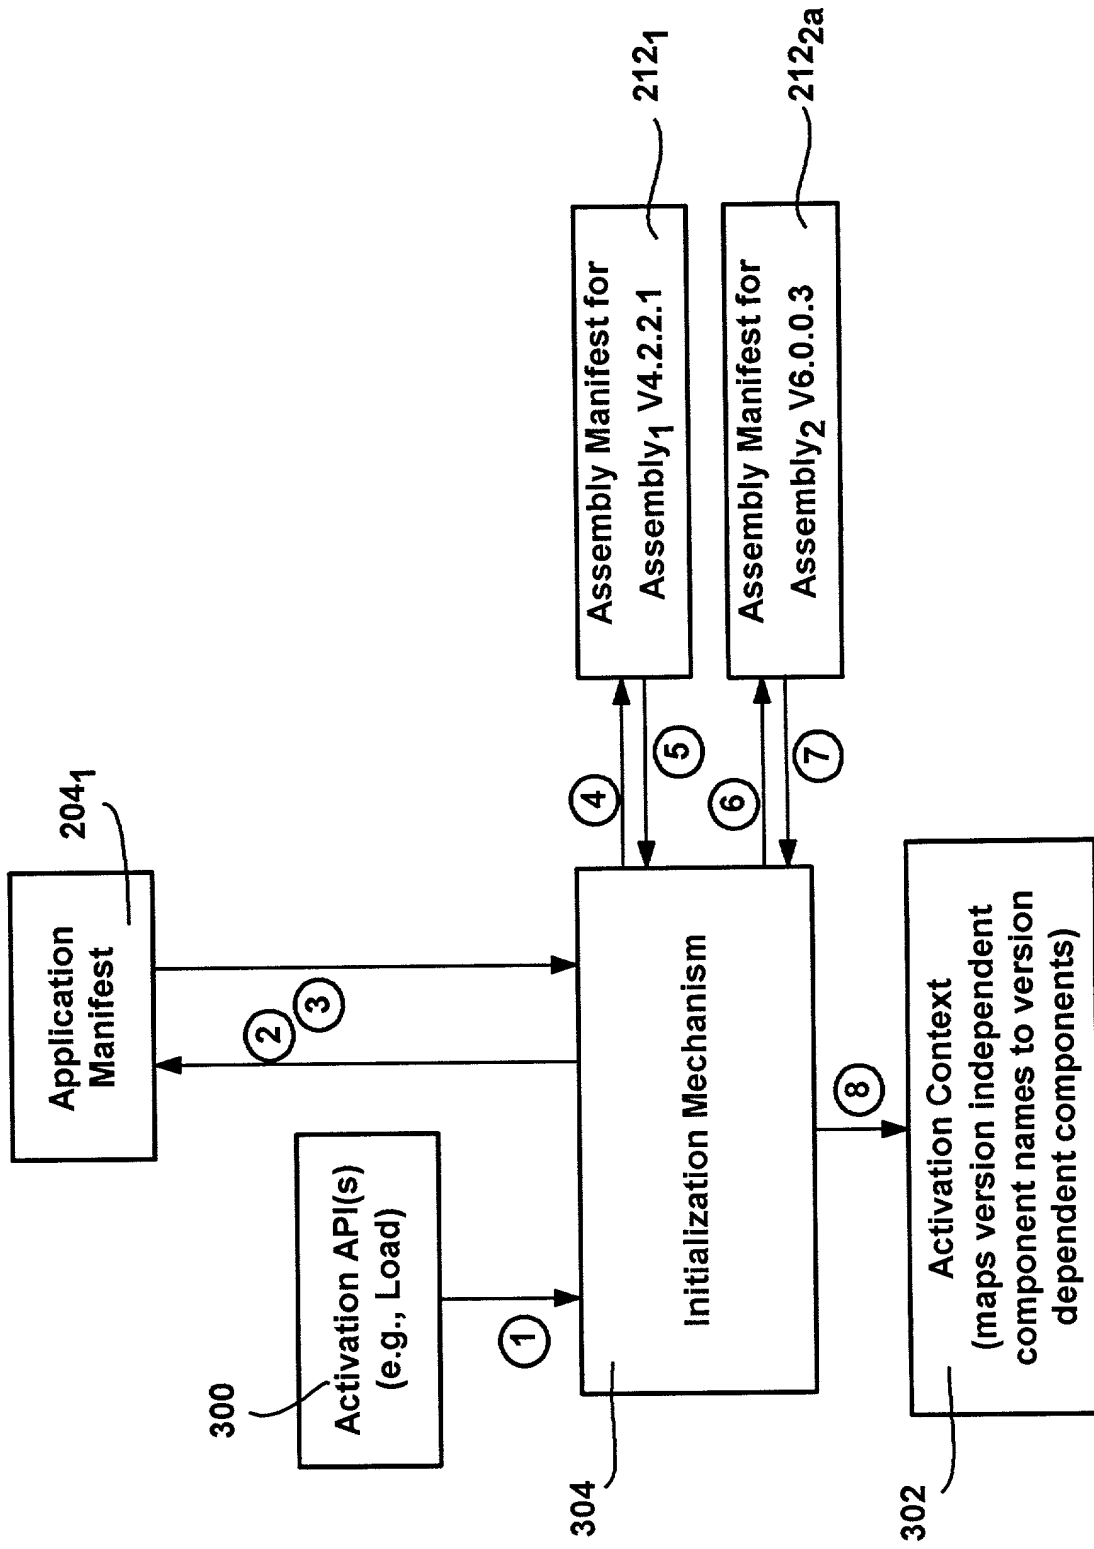 300
Activation API(s)
(e.g., Load)
Application
Manifest
204₁
1
2
3
304
Initialization Mechanism
4
5
6
7
Assembly Manifest for
Assembly₁ V4.2.2.1
212₁
Assembly Manifest for
Assembly₂ V6.0.0.3
212₂ₐ
8
302
Activation Context
(maps version independent
component names to version
dependent components)